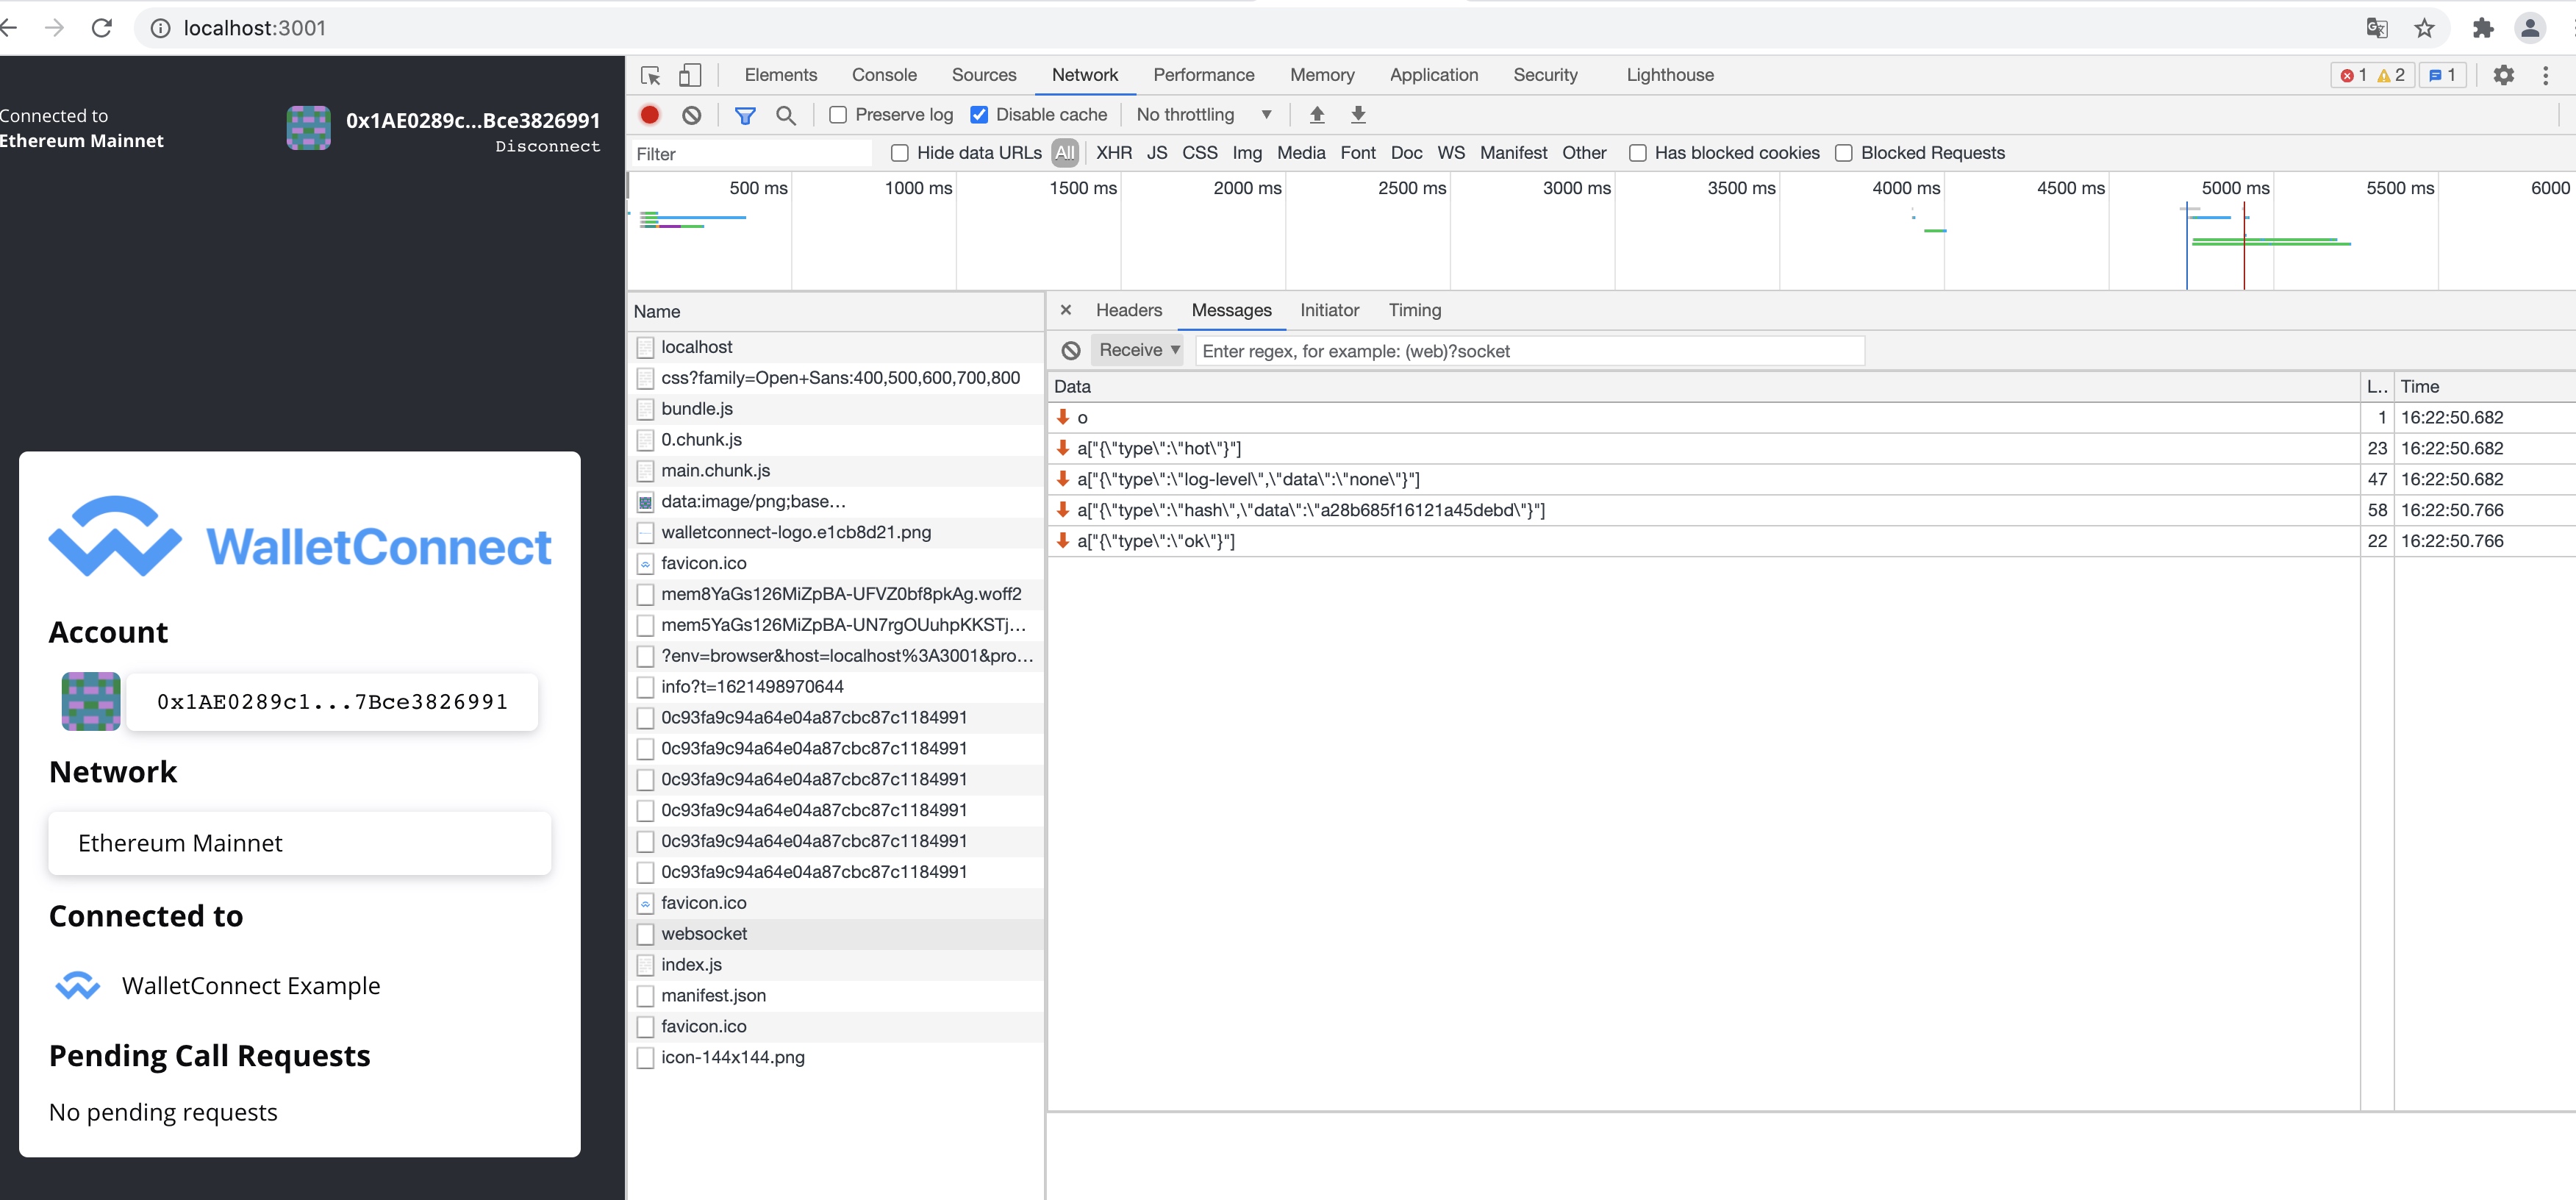 localhost:3001
Connected to
Ethereum Mainnet
0x1AE0289c...Bce3826991
Disconnect
WalletConnect
Account
0x1AE0289c1...7Bce3826991
Network
Ethereum Mainnet
Connected to
WalletConnect Example
Pending Call Requests
No pending requests
Elements Console Sources Network Performance Memory Application Security Lighthouse 1 2 1
Preserve log Disable cache No throttling
Filter Hide data URLs All XHR JS CSS Img Media Font Doc WS Manifest Other Has blocked cookies Blocked Requests
500 ms 1000 ms 1500 ms 2000 ms 2500 ms 3000 ms 3500 ms 4000 ms 4500 ms 5000 ms 5500 ms 6000
Name
localhost
css?family=Open+Sans:400,500,600,700,800
bundle.js
0.chunk.js
main.chunk.js
data:image/png;base…
walletconnect-logo.e1cb8d21.png
favicon.ico
mem8YaGs126MiZpBA-UFVZ0bf8pkAg.woff2
mem5YaGs126MiZpBA-UN7rgOUuhpKKSTj…
?env=browser&host=localhost%3A3001&pro…
info?t=1621498970644
0c93fa9c94a64e04a87cbc87c1184991
0c93fa9c94a64e04a87cbc87c1184991
0c93fa9c94a64e04a87cbc87c1184991
0c93fa9c94a64e04a87cbc87c1184991
0c93fa9c94a64e04a87cbc87c1184991
0c93fa9c94a64e04a87cbc87c1184991
favicon.ico
websocket
index.js
manifest.json
favicon.ico
icon-144x144.png
Headers Messages Initiator Timing
Receive Enter regex, for example: (web)?socket
Data L.. Time
o 1 16:22:50.682
a["{\"type\":\"hot\"}"] 23 16:22:50.682
a["{\"type\":\"log-level\",\"data\":\"none\"}"] 47 16:22:50.682
a["{\"type\":\"hash\",\"data\":\"a28b685f16121a45debd\"}"] 58 16:22:50.766
a["{\"type\":\"ok\"}"] 22 16:22:50.766